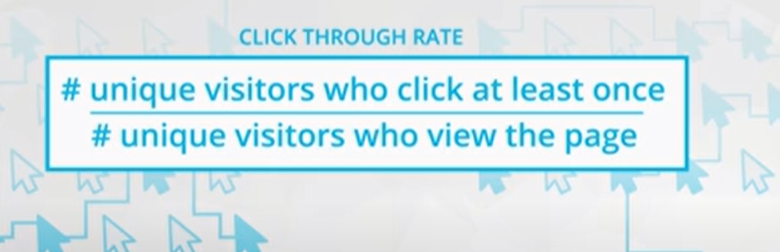 CLICK THROUGH RATE
# unique visitors who click at least once
# unique visitors who view the page